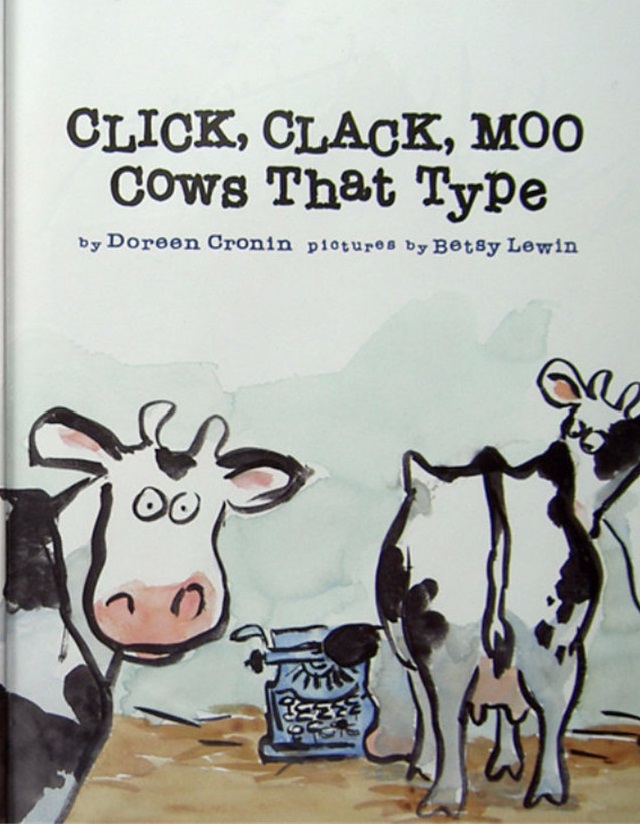 CLICK, CLACK, MOO
Cows That Type
by Doreen Cronin pictures by Betsy Lewin